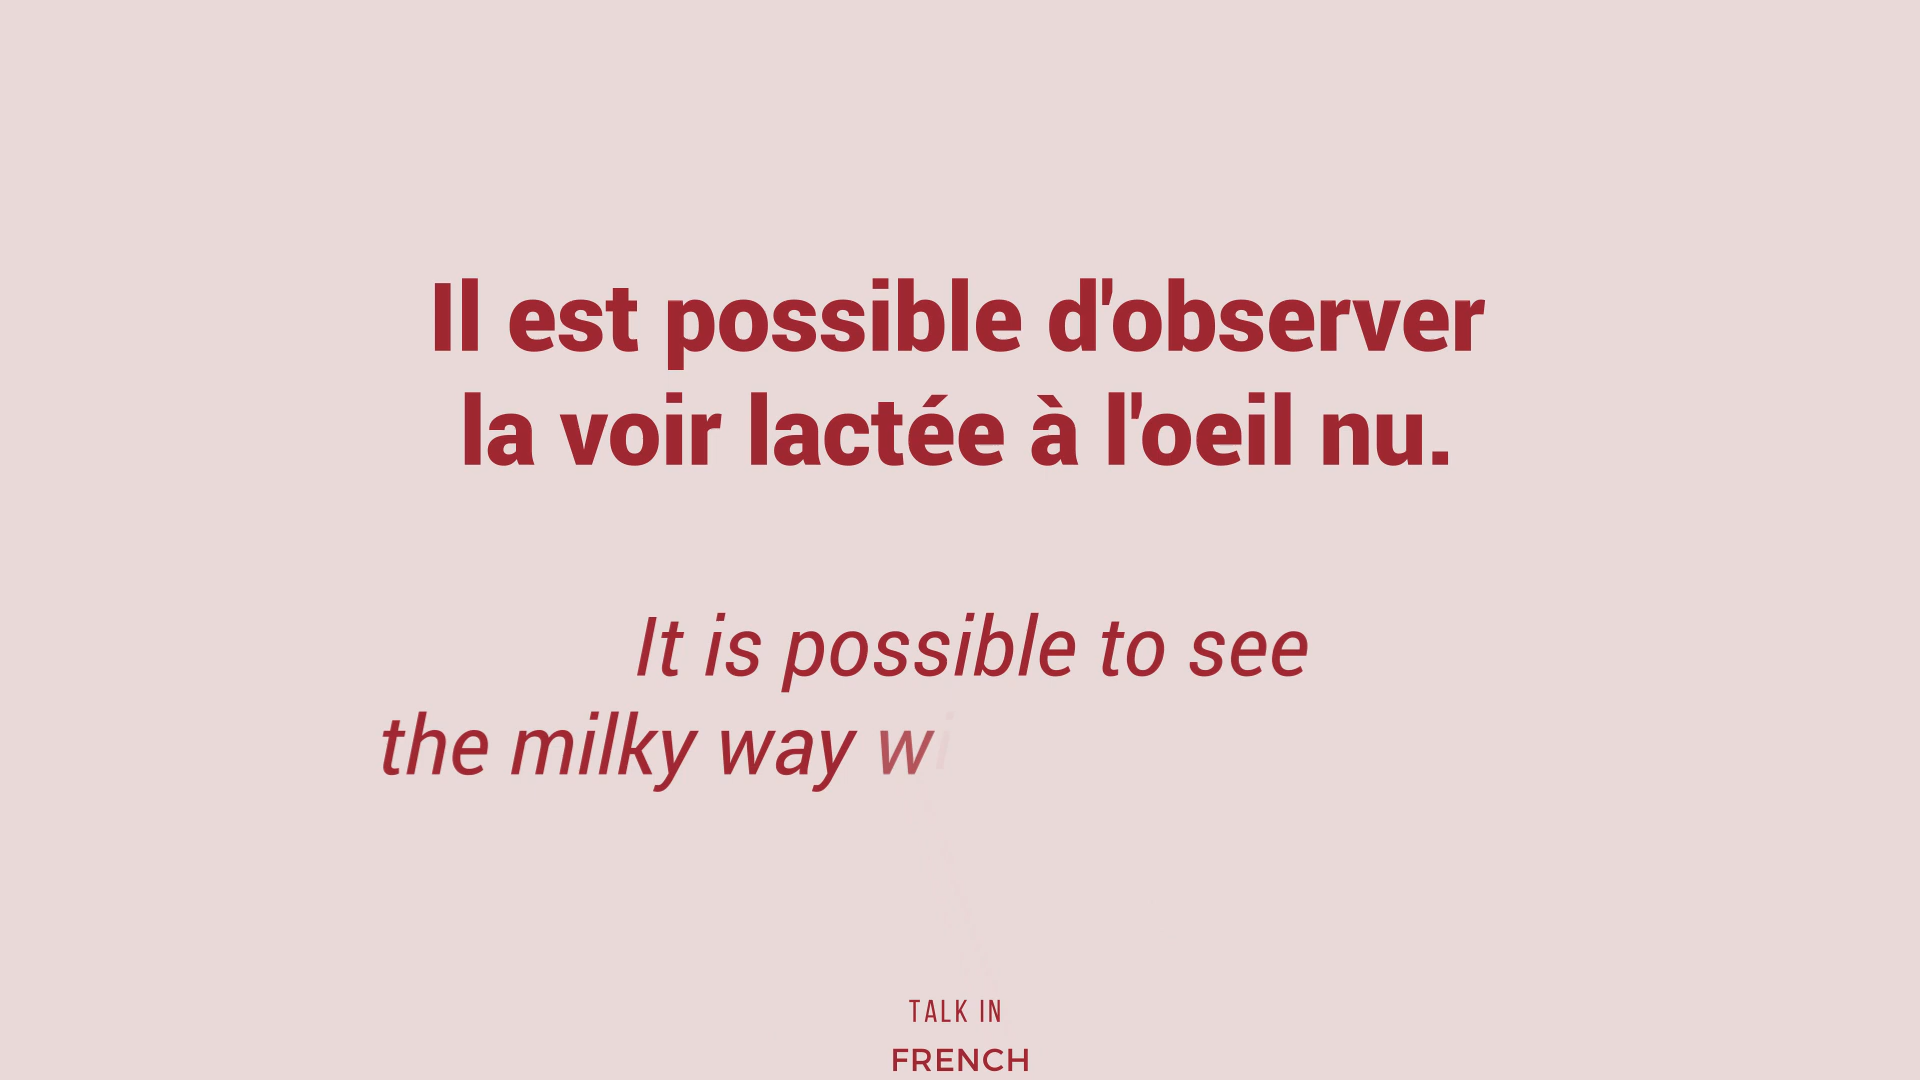 Il est possible d'observer
la voir lactée à l'oeil nu.
It is possible to see
the milky way
TALK IN
FRENCH